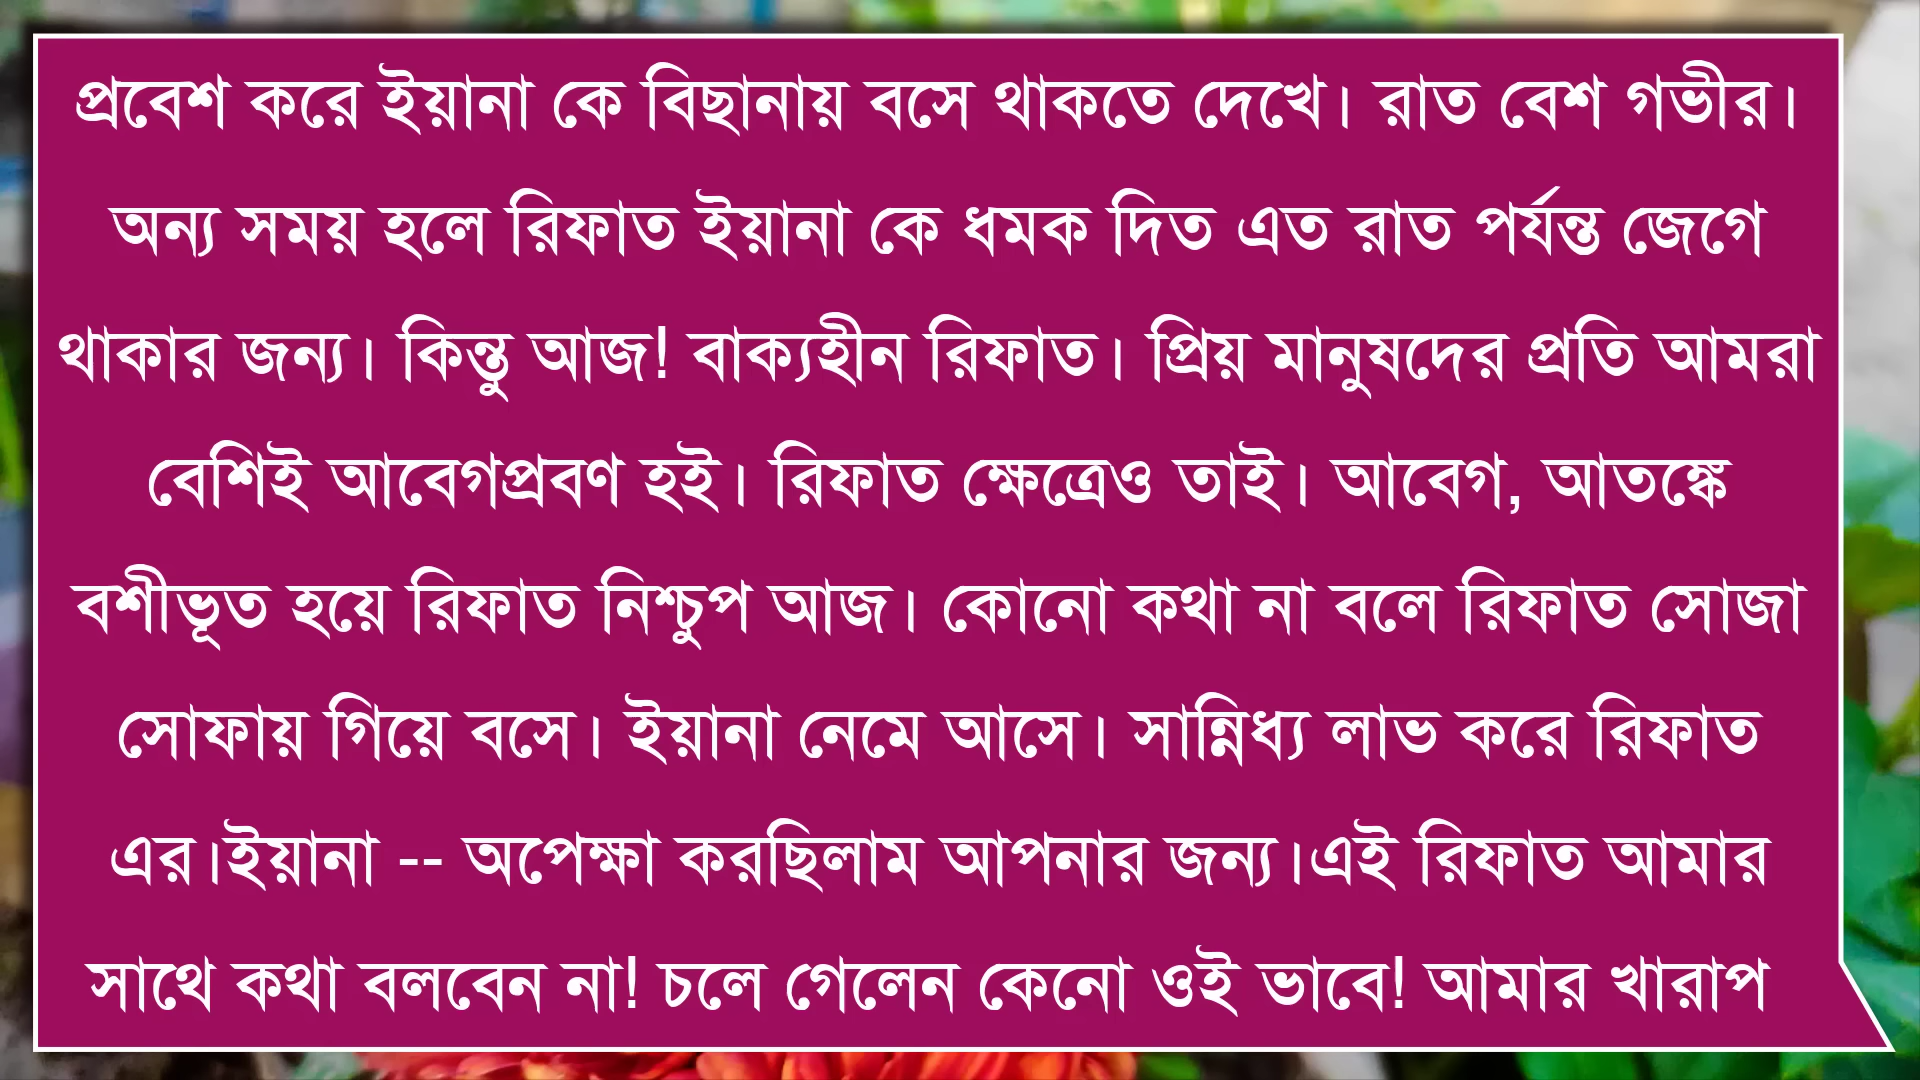 প্রবেশ করে ইয়ানা কে বিছানায় বসে থাকতে দেখে। রাত বেশ গভীর।
অন্য সময় হলে রিফাত ইয়ানা কে ধমক দিত এত রাত পর্যন্ত জেগে
থাকার জন্য। কিন্তু আজ! বাক্যহীন রিফাত। প্রিয় মানুষদের প্রতি আমরা
বেশিই আবেগপ্রবণ হই। রিফাত ক্ষেত্রেও তাই। আবেগ, আতঙ্কে
বশীভূত হয়ে রিফাত নিশ্চুপ আজ। কোনো কথা না বলে রিফাত সোজা
সোফায় গিয়ে বসে। ইয়ানা নেমে আসে। সান্নিধ্য লাভ করে রিফাত
এর।ইয়ানা -- অপেক্ষা করছিলাম আপনার জন্য।এই রিফাত আমার
সাথে কথা বলবেন না! চলে গেলেন কেনো ওই ভাবে! আমার খারাপ